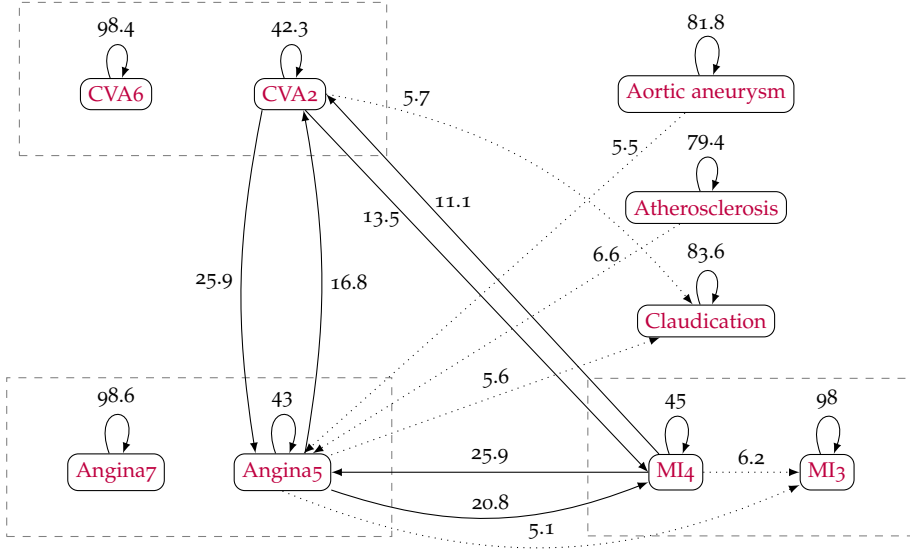 98.4
42.3
81.8
CVA6
CVA2
5.7
Aortic aneurysm
5.5
79.4
11.1
13.5
Atherosclerosis
6.6
83.6
25.9
16.8
Claudication
5.6
98.6
43
45
98
25.9
6.2
Angina7
Angina5
MI4
MI3
20.8
5.1